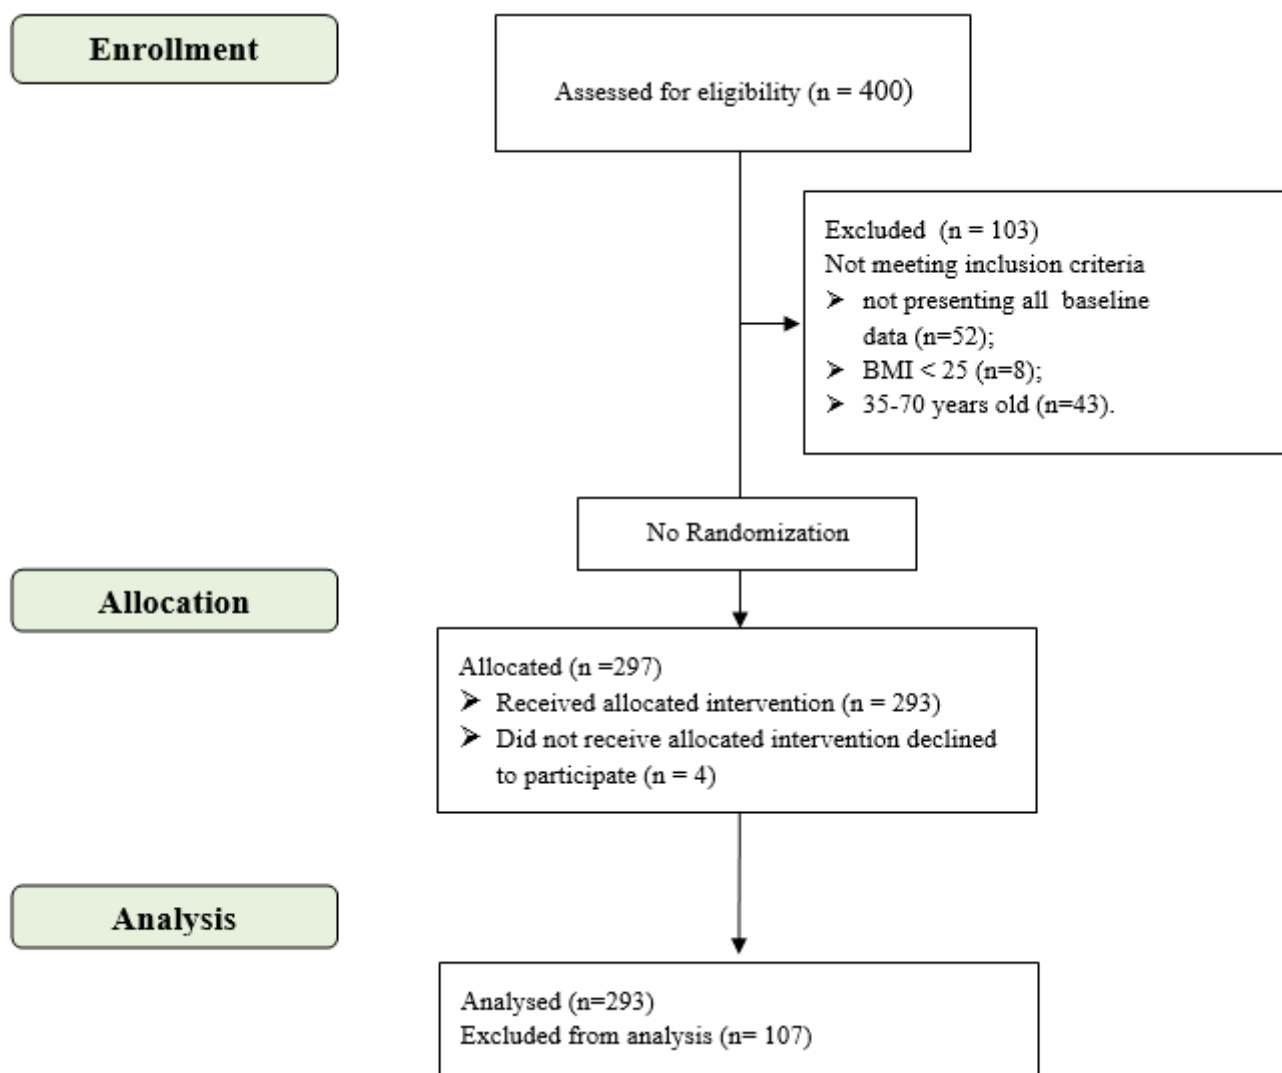 Enrollment
Assessed for eligibility (n = 400)
Excluded (n = 103)
Not meeting inclusion criteria
➤ not presenting all baseline
data (n=52);
➤ BMI < 25 (n=8);
➤ 35-70 years old (n=43).
No Randomization
Allocation
Allocated (n =297)
➤ Received allocated intervention (n = 293)
➤ Did not receive allocated intervention declined
to participate (n = 4)
Analysis
Analysed (n=293)
Excluded from analysis (n= 107)